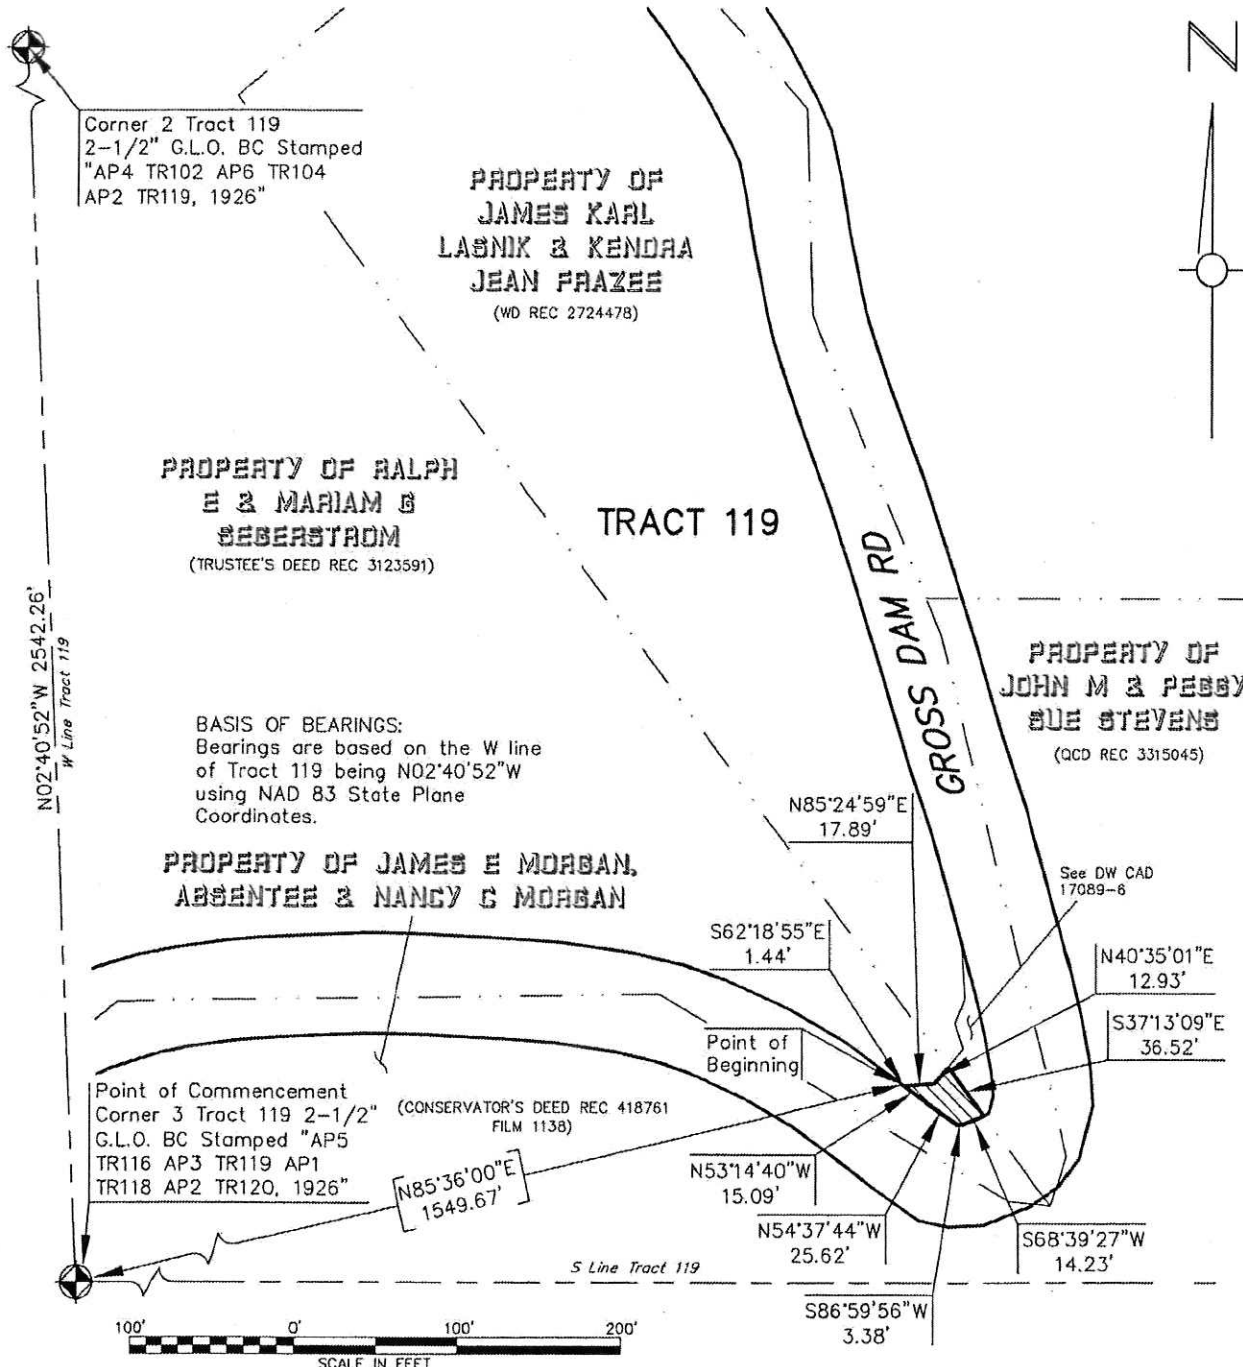 N
Corner 2 Tract 119
2-1/2" G.L.O. BC Stamped
"AP4 TR102 AP6 TR104
AP2 TR119, 1926"
PROPERTY OF
JAMES KARL
LASNIK & KENDRA
JEAN FRAZEE
(WD REC 2724478)
PROPERTY OF RALPH
E & MARIAM G
SEGERSTROM
(TRUSTEE'S DEED REC 3123591)
TRACT 119
GROSS DAM RD
N02°40'52"W 2542.26'
W Line Tract 119
PROPERTY OF
JOHN M & PEGGY
SUE STEVENS
(QCD REC 3315045)
BASIS OF BEARINGS:
Bearings are based on the W line
of Tract 119 being N02°40'52"W
using NAD 83 State Plane
Coordinates.
N85°24'59"E
17.89'
PROPERTY OF JAMES E MORGAN,
ABSENTEE & NANCY C MORGAN
See DW CAD
17089-6
S62°18'55"E
1.44'
N40°35'01"E
12.93'
S37°13'09"E
36.52'
Point of
Beginning
Point of Commencement
Corner 3 Tract 119 2-1/2"
G.L.O. BC Stamped "AP5
TR116 AP3 TR119 AP1
TR118 AP2 TR120, 1926"
(CONSERVATOR'S DEED REC 418761
FILM 1138)
N85°36'00"E
1549.67'
N53°14'40"W
15.09'
N54°37'44"W
25.62'
S68°39'27"W
14.23'
S86°59'56"W
3.38'
S Line Tract 119
100' 0' 100' 200'
SCALE IN FEET